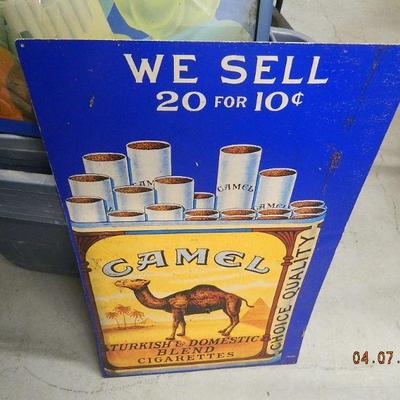 WE SELL
20 FOR 10¢
CAMEL
CAMEL
CAMEL
TURKISH & DOMESTIC
BLEND
CIGARETTES
CHOICE QUALITY
04.07.